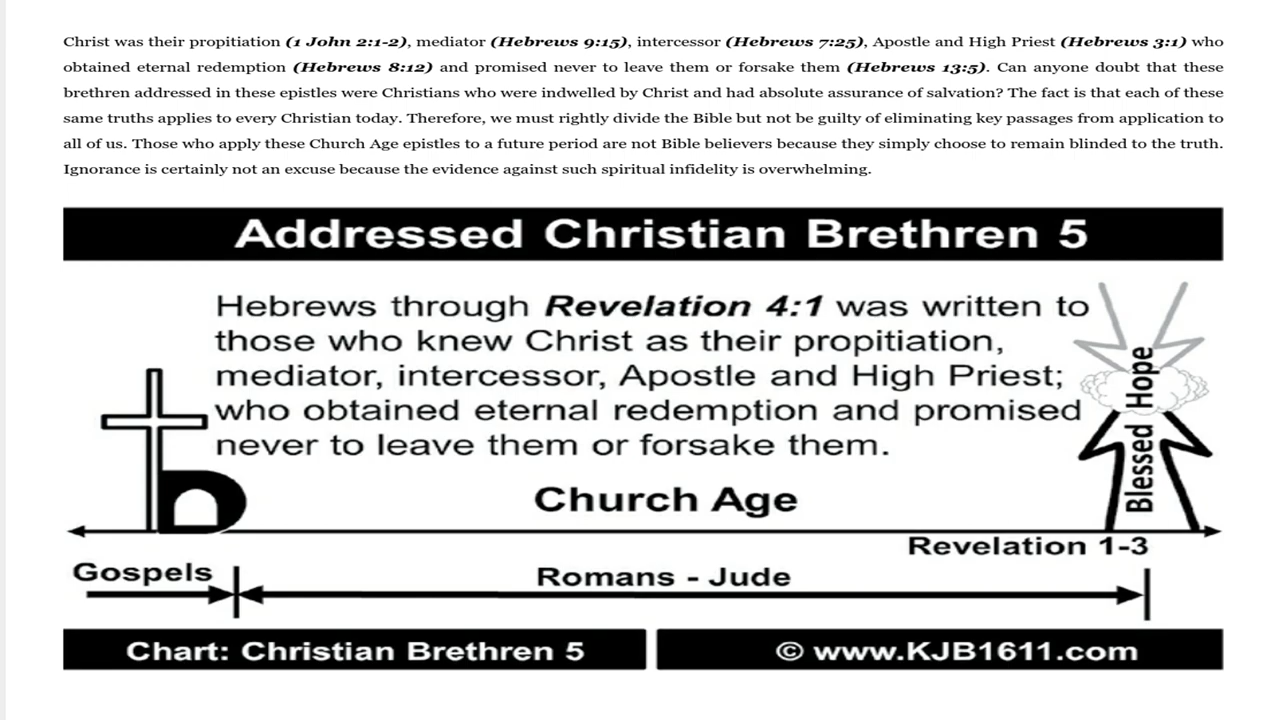 Christ was their propitiation (1 John 2:1-2), mediator (Hebrews 9:15), intercessor (Hebrews 7:25), Apostle and High Priest (Hebrews 3:1) who
obtained eternal redemption (Hebrews 8:12) and promised never to leave them or forsake them (Hebrews 13:5). Can anyone doubt that these
brethren addressed in these epistles were Christians who were indwelled by Christ and had absolute assurance of salvation? The fact is that each of these
same truths applies to every Christian today. Therefore, we must rightly divide the Bible but not be guilty of eliminating key passages from application to
all of us. Those who apply these Church Age epistles to a future period are not Bible believers because they simply choose to remain blinded to the truth.
Ignorance is certainly not an excuse because the evidence against such spiritual infidelity is overwhelming.
Addressed Christian Brethren 5
Hebrews through Revelation 4:1 was written to
those who knew Christ as their propitiation,
mediator, intercessor, Apostle and High Priest;
who obtained eternal redemption and promised
never to leave them or forsake them.
Blessed Hope
Church Age
Revelation 1-3
Gospels
Romans - Jude
Chart: Christian Brethren 5
© www.KJB1611.com